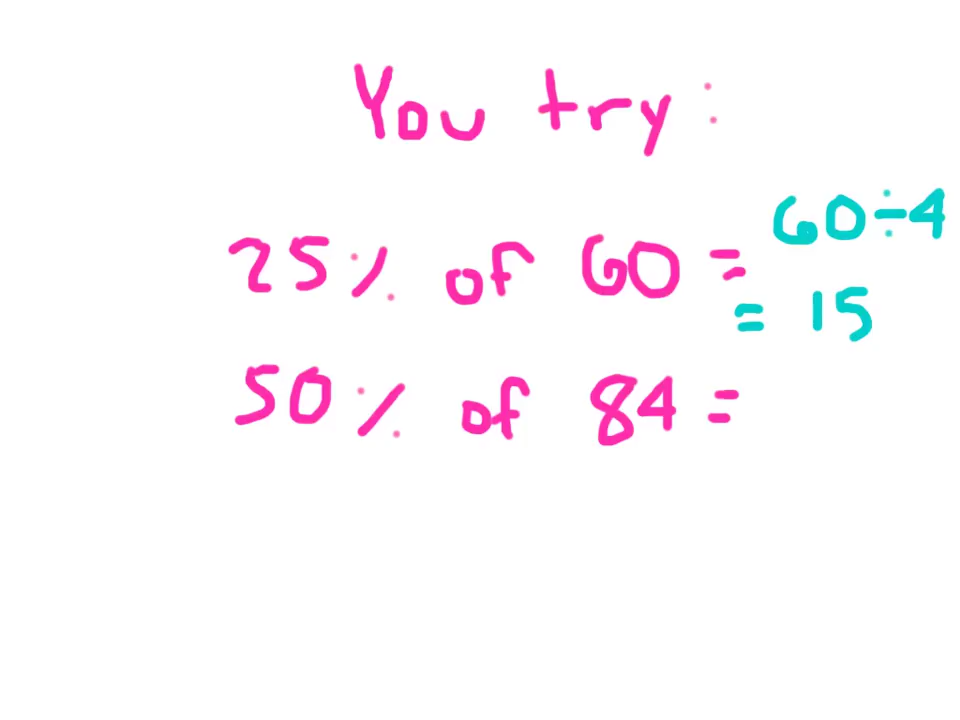 You try:
25% of 60 = 60÷4
= 15
50% of 84 =